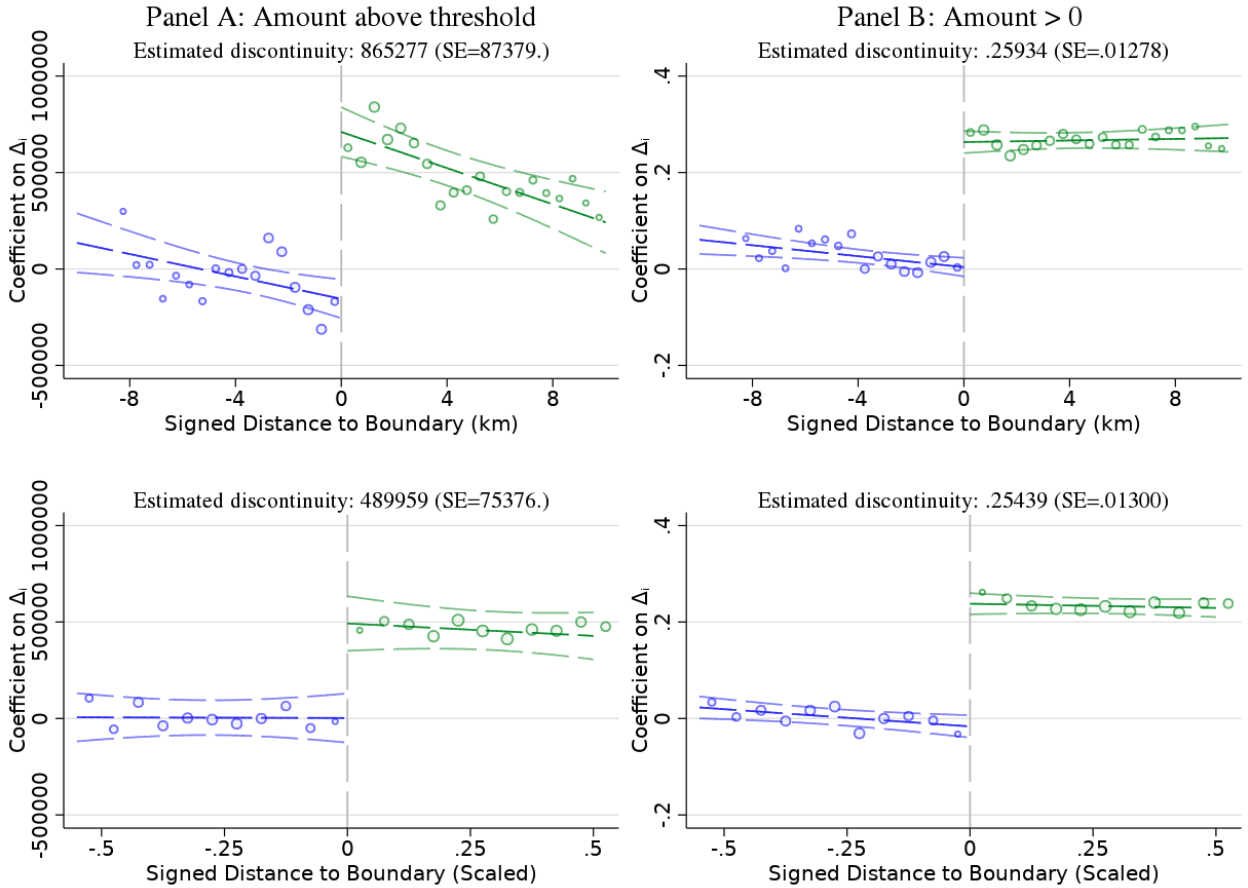 Panel A: Amount above threshold
Panel B: Amount > 0
Estimated discontinuity: 865277 (SE=87379.)
Coefficient on Δᵢ
1000000
500000
0
-500000
-8 -4 0 4 8
Signed Distance to Boundary (km)
Estimated discontinuity: .25934 (SE=.01278)
Coefficient on Δᵢ
.4
.2
0
-.2
-8 -4 0 4 8
Signed Distance to Boundary (km)
Estimated discontinuity: 489959 (SE=75376.)
Coefficient on Δᵢ
1000000
500000
0
-500000
-.5 -.25 0 .25 .5
Signed Distance to Boundary (Scaled)
Estimated discontinuity: .25439 (SE=.01300)
Coefficient on Δᵢ
.4
.2
0
-.2
-.5 -.25 0 .25 .5
Signed Distance to Boundary (Scaled)